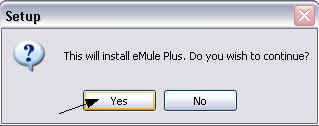 Setup
This will install eMule Plus. Do you wish to continue?
Yes
No